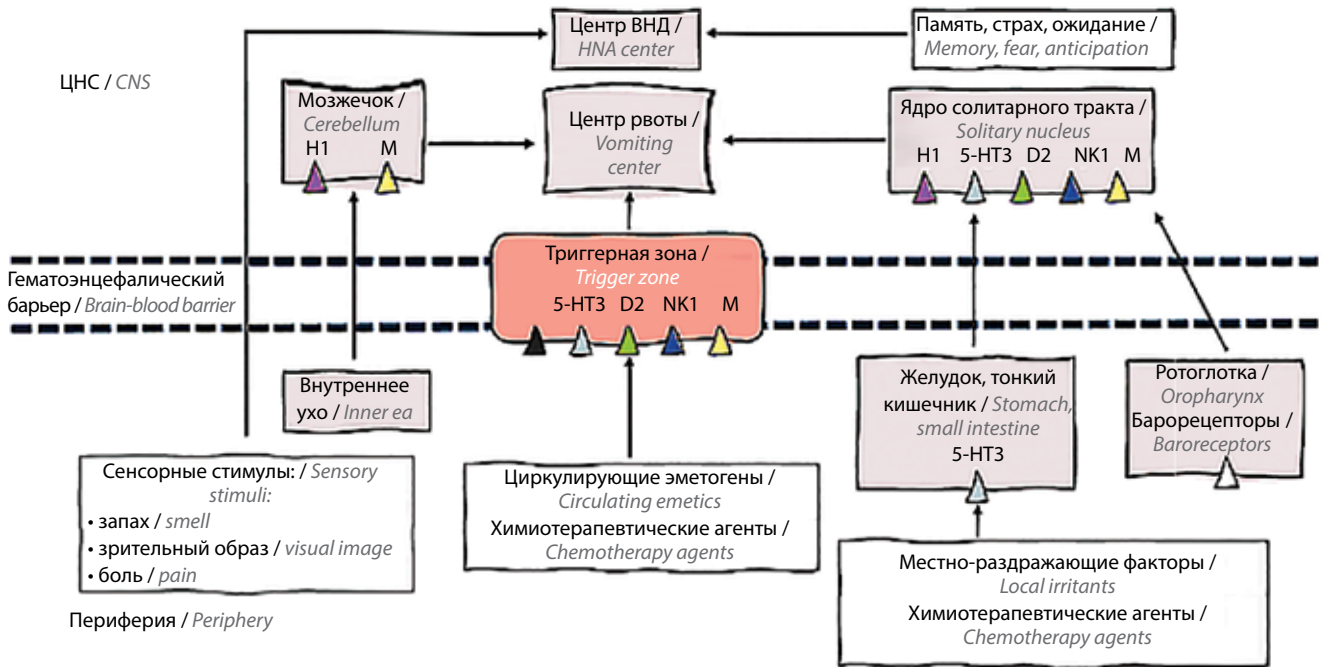 Центр ВНД /
HNA center
Память, страх, ожидание /
Memory, fear, anticipation
ЦНС / CNS
Мозжечок /
Cerebellum
H1 M
Центр рвоты /
Vomiting
center
Ядро солитарного тракта /
Solitary nucleus
H1 5-HT3 D2 NK1 M
Гематоэнцефалический
барьер / Brain-blood barrier
Триггерная зона /
Trigger zone
5-HT3 D2 NK1 M
Внутреннее
ухо / Inner ea
Желудок, тонкий
кишечник / Stomach,
small intestine
5-HT3
Ротоглотка /
Oropharynx
Барорецепторы /
Baroreceptors
Сенсорные стимулы: / Sensory
stimuli:
• запах / smell
• зрительный образ / visual image
• боль / pain
Циркулирующие эметогены /
Circulating emetics
Химиотерапевтические агенты /
Chemotherapy agents
Местно-раздражающие факторы /
Local irritants
Химиотерапевтические агенты /
Chemotherapy agents
Периферия / Periphery